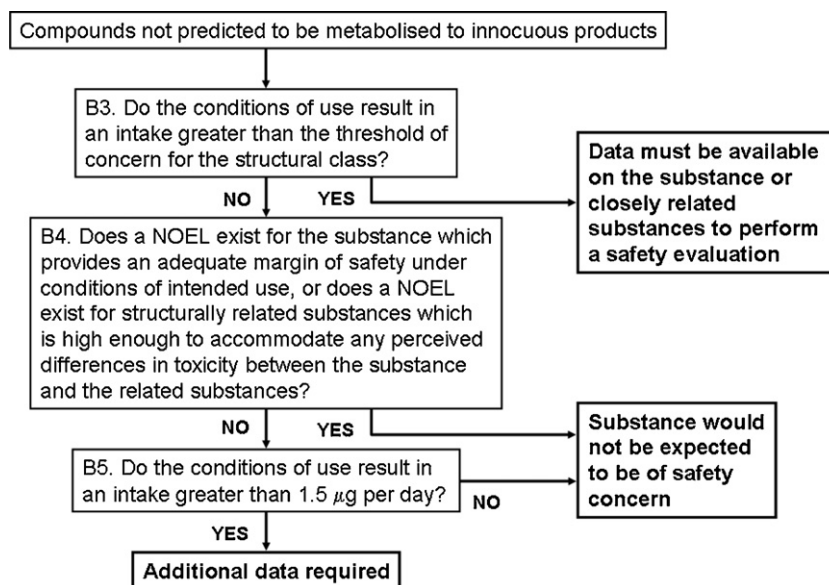 Compounds not predicted to be metabolised to innocuous products
B3. Do the conditions of use result in
an intake greater than the threshold of
concern for the structural class?
Data must be available
on the substance or
closely related
substances to perform
a safety evaluation
NO
YES
B4. Does a NOEL exist for the substance which
provides an adequate margin of safety under
conditions of intended use, or does a NOEL
exist for structurally related substances which
is high enough to accommodate any perceived
differences in toxicity between the substance
and the related substances?
NO
YES
Substance would
not be expected
to be of safety
concern
B5. Do the conditions of use result in
an intake greater than 1.5 μg per day?
NO
YES
Additional data required